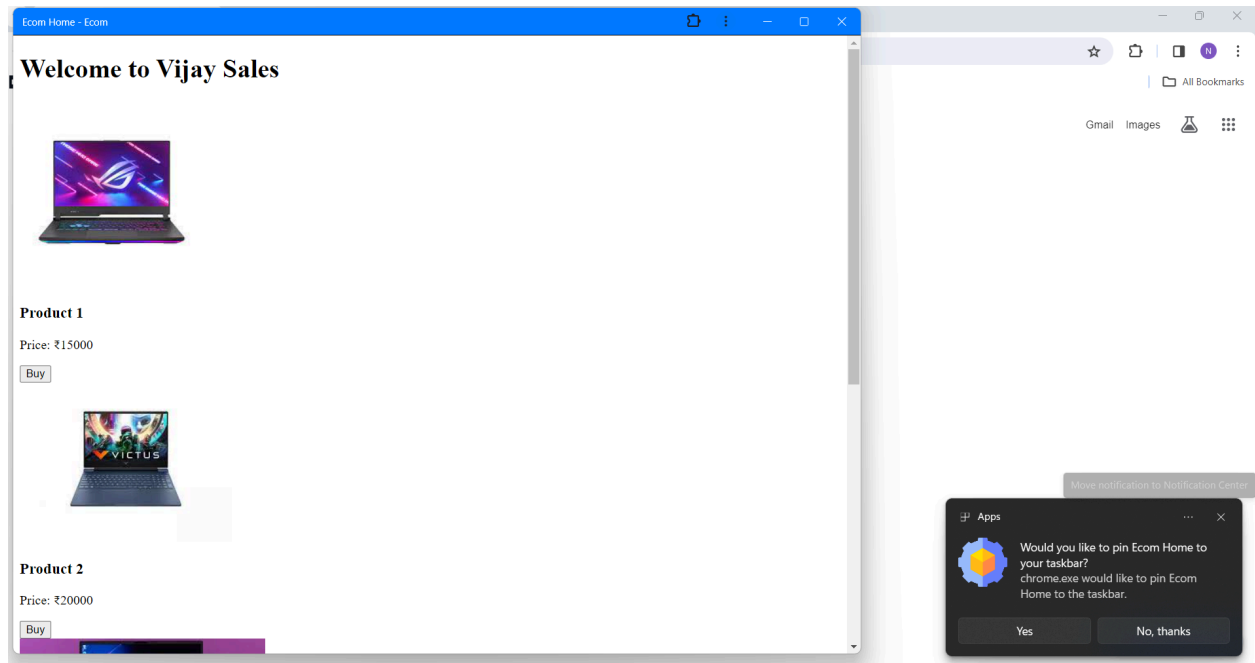 Ecom Home - Ecom
Welcome to Vijay Sales
Product 1
Price: ₹15000
Buy
VICTUS
Product 2
Price: ₹20000
Buy
N
All Bookmarks
Gmail Images
Move notification to Notification Center
Apps
Would you like to pin Ecom Home to
your taskbar?
chrome.exe would like to pin Ecom
Home to the taskbar.
Yes
No, thanks